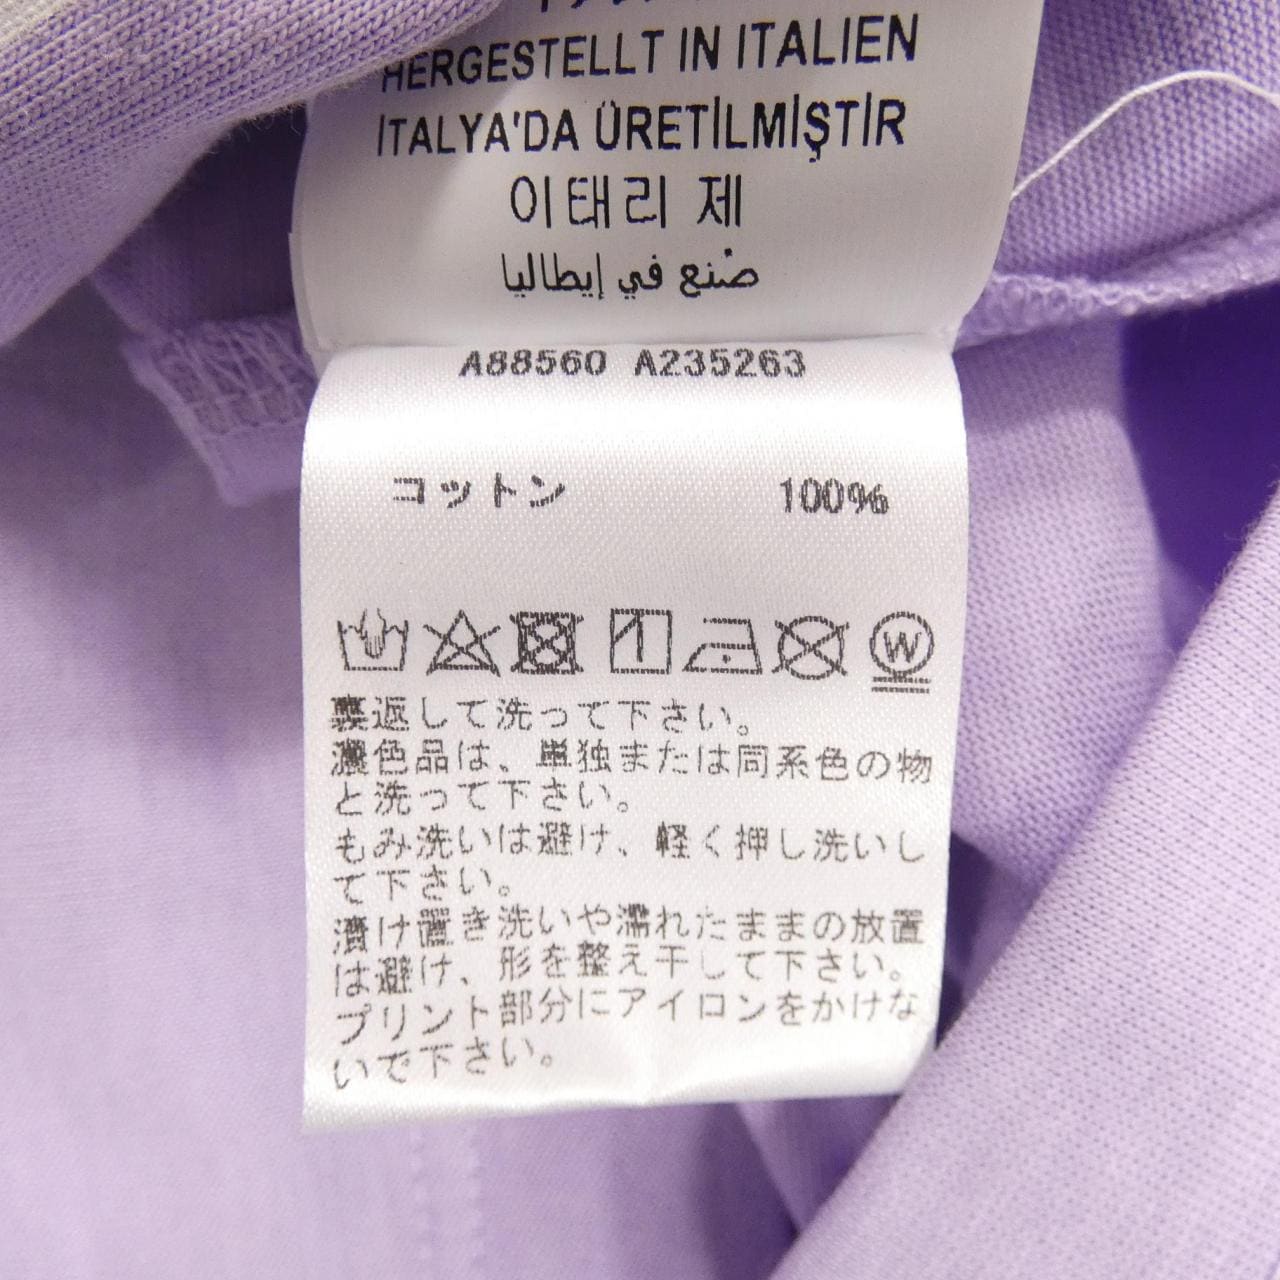 HERGESTELLT IN ITALIEN
İTALYA'DA ÜRETİLMİŞTİR
이태리 제
صُنع في إيطاليا
A88560 A235263
コットン 100%
W
裏返して洗って下さい。
濃色品は、単独または同系色の物
と洗って下さい。
もみ洗いは避け、軽く押し洗いし
て下さい。
漬け置き洗いや濡れたままの放置
は避け、形を整え干して下さい。
プリント部分にアイロンをかけな
いで下さい。